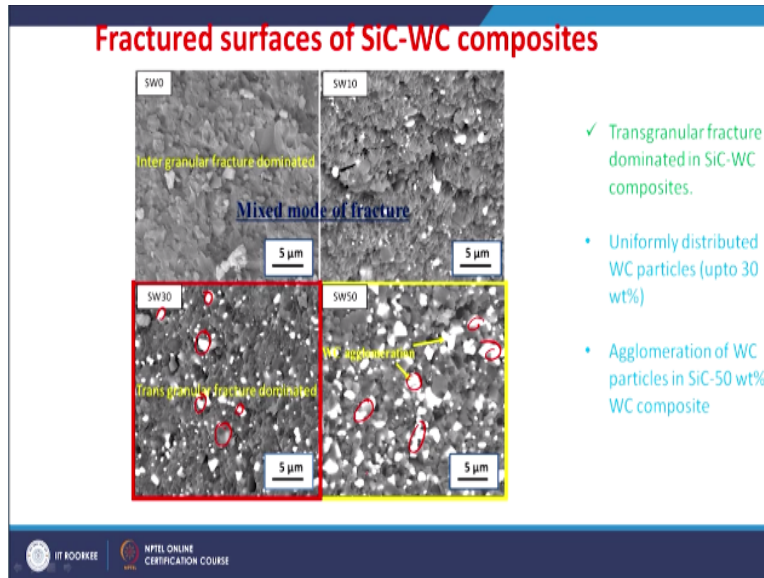 Fractured surfaces of SiC-WC composites
SW0
SW10
Inter granular fracture dominated
Mixed mode of fracture
5 µm
5 µm
SW30
SW50
WC agglomeration
Trans granular fracture dominated
5 µm
5 µm
✓ Transgranular fracture
dominated in SiC-WC
composites.
• Uniformly distributed
WC particles (upto 30
wt%)
• Agglomeration of WC
particles in SiC-50 wt%
WC composite
IIT ROORKEE
NPTEL ONLINE
CERTIFICATION COURSE